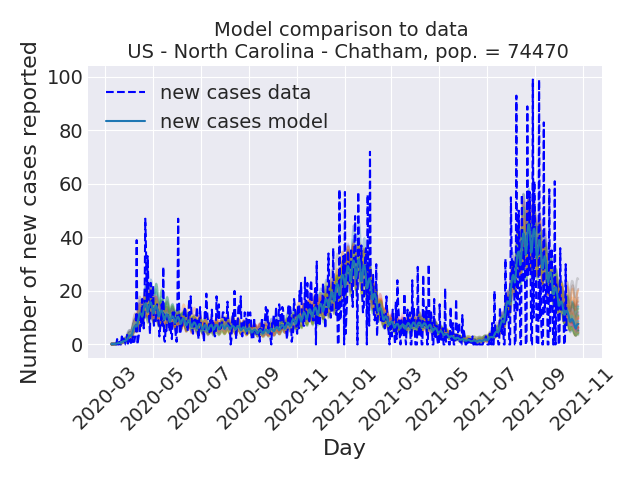 Model comparison to data
US - North Carolina - Chatham, pop. = 74470
Number of new cases reported
100
80
60
40
20
0
new cases data
new cases model
2020-03
2020-05
2020-07
2020-09
2020-11
2021-01
2021-03
2021-05
2021-07
2021-09
2021-11
Day